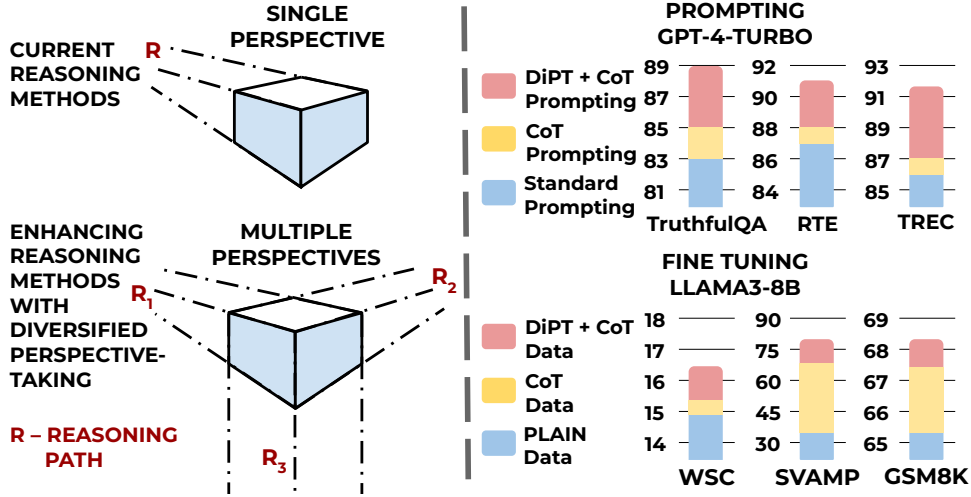 SINGLE
PERSPECTIVE
CURRENT
REASONING
METHODS
R
ENHANCING
REASONING
METHODS
WITH
DIVERSIFIED
PERSPECTIVE-
TAKING
MULTIPLE
PERSPECTIVES
R1
R2
R3
R – REASONING
PATH
PROMPTING
GPT-4-TURBO
DiPT + CoT
Prompting
CoT
Prompting
Standard
Prompting
89
87
85
83
81
TruthfulQA
92
90
88
86
84
RTE
93
91
89
87
85
TREC
FINE TUNING
LLAMA3-8B
DiPT + CoT
Data
CoT
Data
PLAIN
Data
18
17
16
15
14
WSC
90
75
60
45
30
SVAMP
69
68
67
66
65
GSM8K